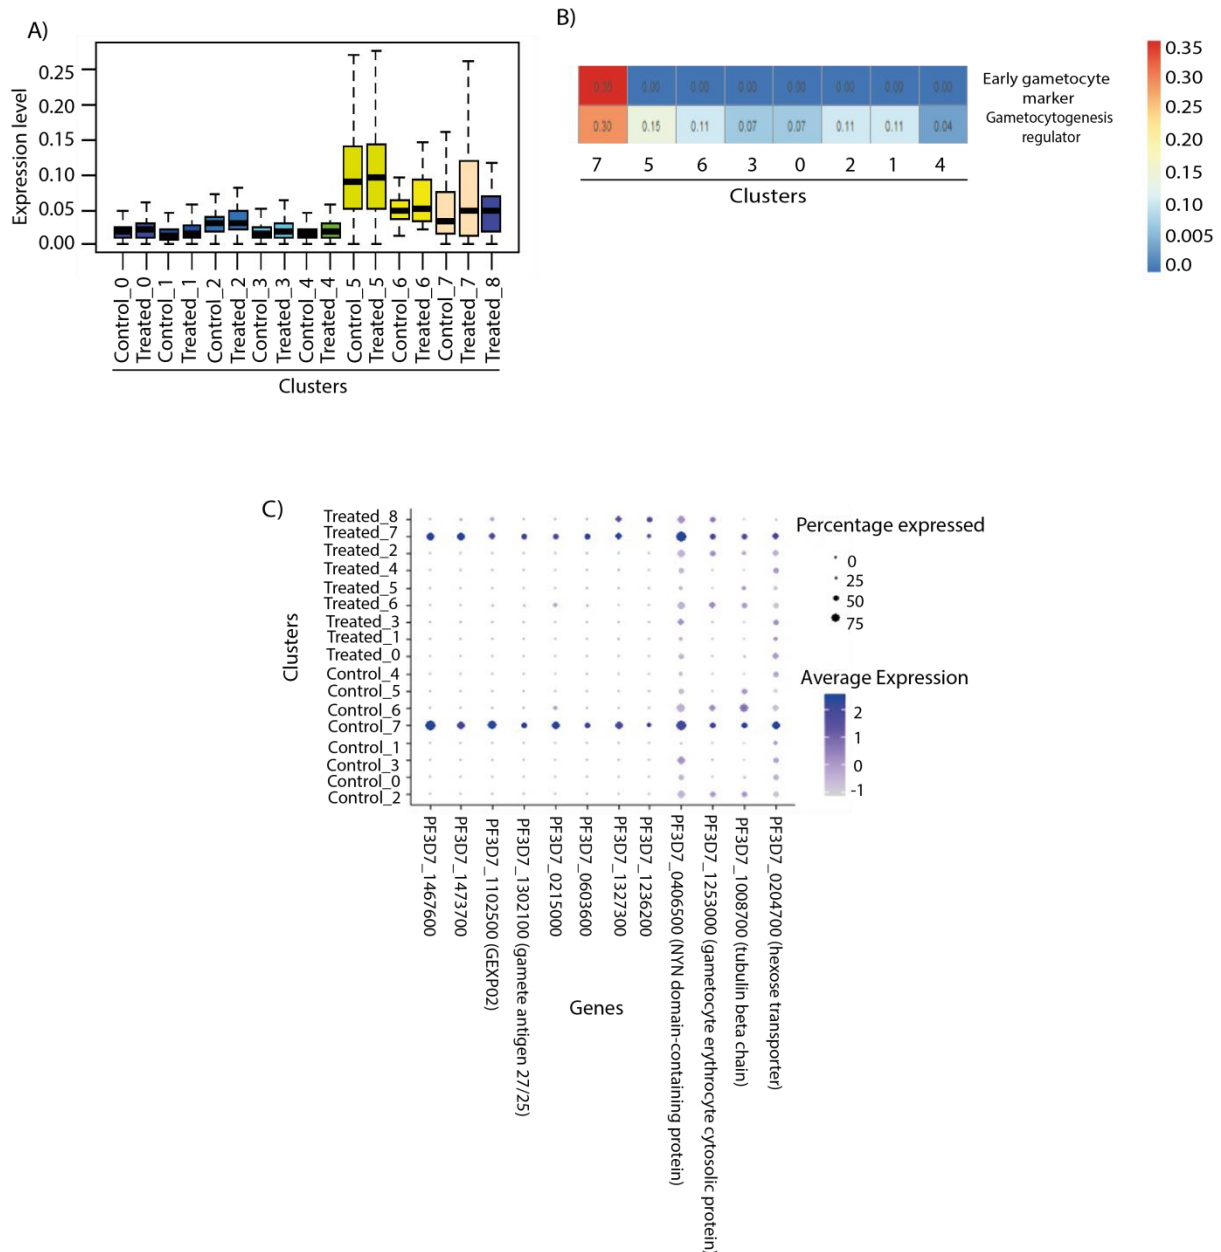 A)
Expression level
0.25
0.20
0.15
0.10
0.05
0.00
Control_0
Treated_0
Control_1
Treated_1
Control_2
Treated_2
Control_3
Treated_3
Control_4
Treated_4
Control_5
Treated_5
Control_6
Treated_6
Control_7
Treated_7
Treated_8
Clusters
B)
0.35 0.00 0.00 0.00 0.00 0.00 0.00 0.00
Early gametocyte
marker
0.30 0.15 0.11 0.07 0.07 0.11 0.11 0.04
Gametocytogenesis
regulator
7 5 6 3 0 2 1 4
Clusters
0.35
0.30
0.25
0.20
0.15
0.10
0.005
0.0
C)
Clusters
Treated_8
Treated_7
Treated_2
Treated_4
Treated_5
Treated_6
Treated_3
Treated_1
Treated_0
Control_4
Control_5
Control_6
Control_7
Control_1
Control_3
Control_0
Control_2
PF3D7_1467600
PF3D7_1473700
PF3D7_1102500 (GEXP02)
PF3D7_1302100 (gamete antigen 27/25)
PF3D7_0215000
PF3D7_0603600
PF3D7_1327300
PF3D7_1236200
PF3D7_0406500 (NYN domain-containing protein)
PF3D7_1253000 (gametocyte erythrocyte cytosolic protein)
PF3D7_1008700 (tubulin beta chain)
PF3D7_0204700 (hexose transporter)
Genes
Percentage expressed
0
25
50
75
Average Expression
2
1
0
-1